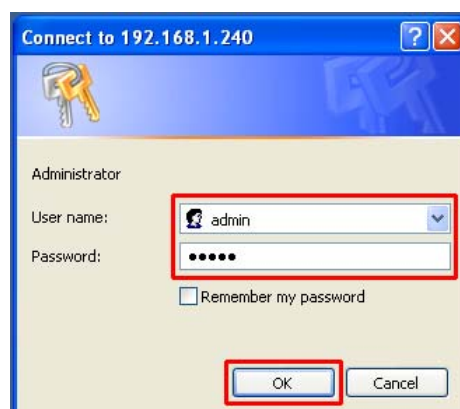 Connect to 192.168.1.240
Administrator
User name: admin
Password: •••••
Remember my password
OK Cancel